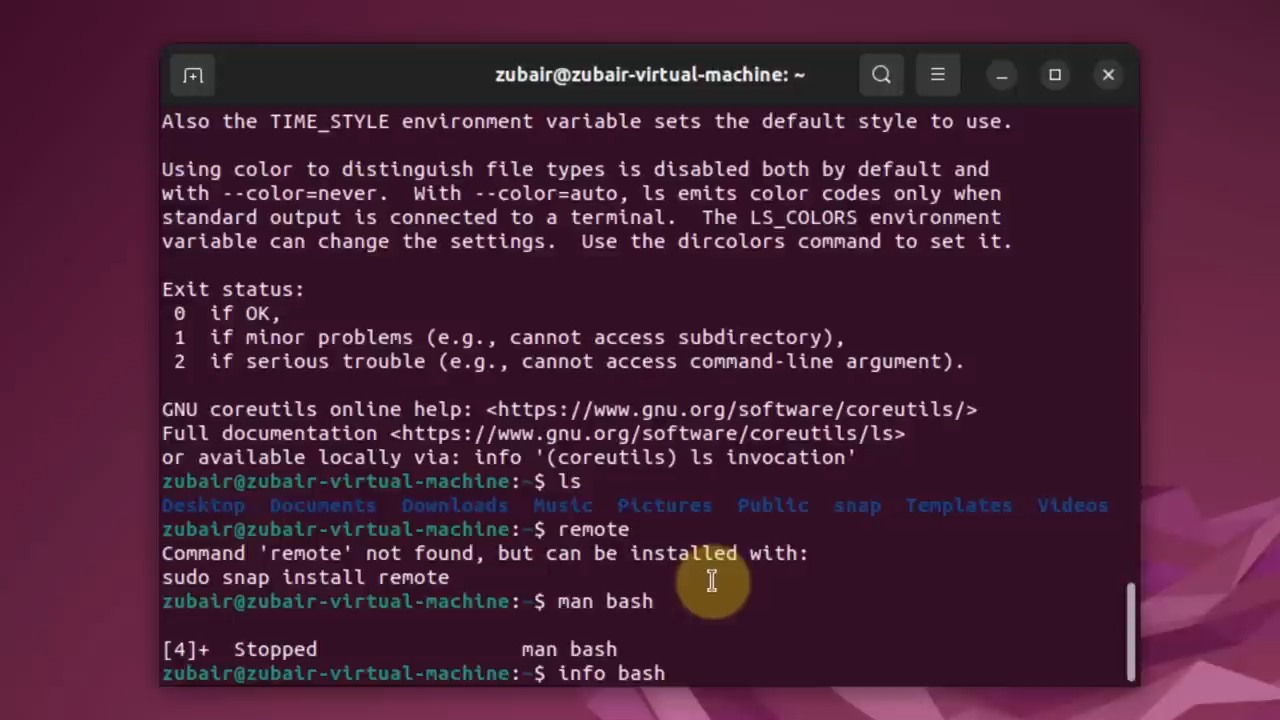 zubair@zubair-virtual-machine: ~
Also the TIME_STYLE environment variable sets the default style to use.
Using color to distinguish file types is disabled both by default and
with --color=never.  With --color=auto, ls emits color codes only when
standard output is connected to a terminal.  The LS_COLORS environment
variable can change the settings.  Use the dircolors command to set it.
Exit status:
 0  if OK,
 1  if minor problems (e.g., cannot access subdirectory),
 2  if serious trouble (e.g., cannot access command-line argument).
GNU coreutils online help: <https://www.gnu.org/software/coreutils/>
Full documentation <https://www.gnu.org/software/coreutils/ls>
or available locally via: info '(coreutils) ls invocation'
zubair@zubair-virtual-machine:~$ ls
Desktop  Documents  Downloads  Music  Pictures  Public  snap  Templates  Videos
zubair@zubair-virtual-machine:~$ remote
Command 'remote' not found, but can be installed with:
sudo snap install remote
zubair@zubair-virtual-machine:~$ man bash
[4]+  Stopped                 man bash
zubair@zubair-virtual-machine:~$ info bash